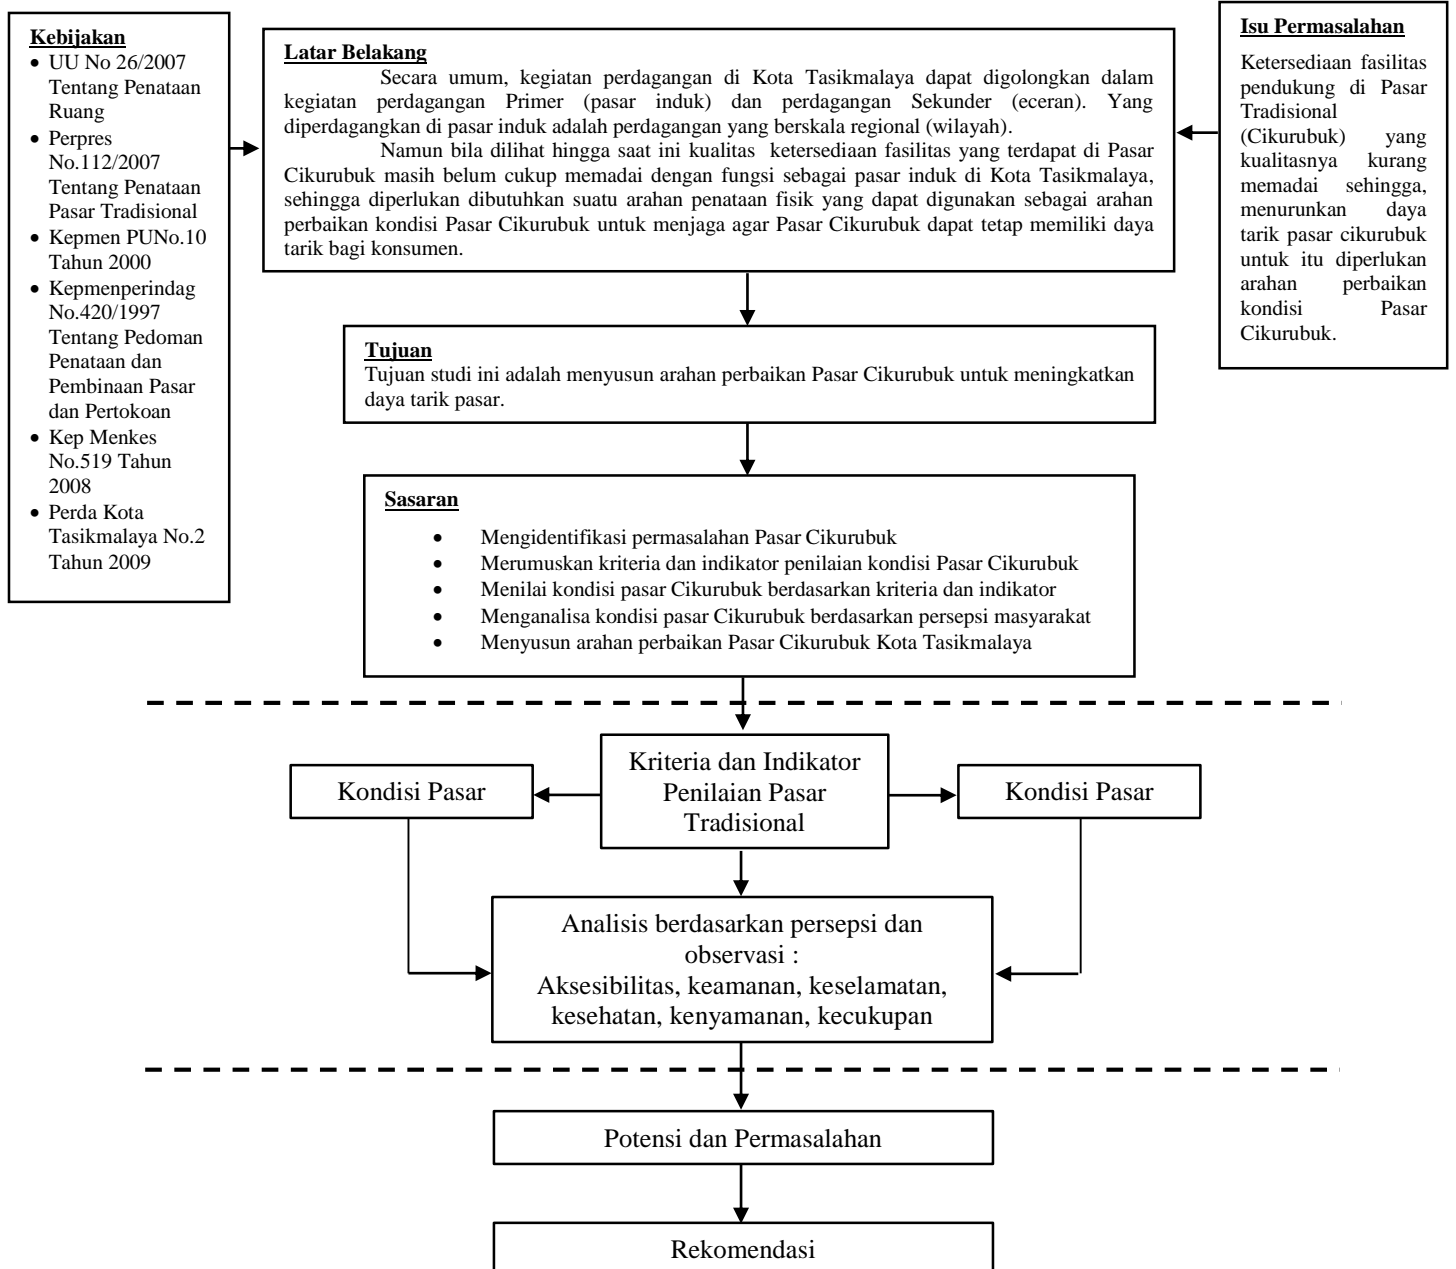 Kebijakan
• UU No 26/2007
Tentang Penataan
Ruang
• Perpres
No.112/2007
Tentang Penataan
Pasar Tradisional
• Kepmen PUNo.10
Tahun 2000
• Kepmenperindag
No.420/1997
Tentang Pedoman
Penataan dan
Pembinaan Pasar
dan Pertokoan
• Kep Menkes
No.519 Tahun
2008
• Perda Kota
Tasikmalaya No.2
Tahun 2009
Latar Belakang
Secara umum, kegiatan perdagangan di Kota Tasikmalaya dapat digolongkan dalam
kegiatan perdagangan Primer (pasar induk) dan perdagangan Sekunder (eceran). Yang
diperdagangkan di pasar induk adalah perdagangan yang berskala regional (wilayah).
Namun bila dilihat hingga saat ini kualitas ketersediaan fasilitas yang terdapat di Pasar
Cikurubuk masih belum cukup memadai dengan fungsi sebagai pasar induk di Kota Tasikmalaya,
sehingga diperlukan dibutuhkan suatu arahan penataan fisik yang dapat digunakan sebagai arahan
perbaikan kondisi Pasar Cikurubuk untuk menjaga agar Pasar Cikurubuk dapat tetap memiliki daya
tarik bagi konsumen.
Isu Permasalahan
Ketersediaan fasilitas
pendukung di Pasar
Tradisional
(Cikurubuk) yang
kualitasnya kurang
memadai sehingga,
menurunkan daya
tarik pasar cikurubuk
untuk itu diperlukan
arahan perbaikan
kondisi Pasar
Cikurubuk.
Tujuan
Tujuan studi ini adalah menyusun arahan perbaikan Pasar Cikurubuk untuk meningkatkan
daya tarik pasar.
Sasaran
• Mengidentifikasi permasalahan Pasar Cikurubuk
• Merumuskan kriteria dan indikator penilaian kondisi Pasar Cikurubuk
• Menilai kondisi pasar Cikurubuk berdasarkan kriteria dan indikator
• Menganalisa kondisi pasar Cikurubuk berdasarkan persepsi masyarakat
• Menyusun arahan perbaikan Pasar Cikurubuk Kota Tasikmalaya
Kondisi Pasar
Kriteria dan Indikator
Penilaian Pasar
Tradisional
Kondisi Pasar
Analisis berdasarkan persepsi dan
observasi :
Aksesibilitas, keamanan, keselamatan,
kesehatan, kenyamanan, kecukupan
Potensi dan Permasalahan
Rekomendasi